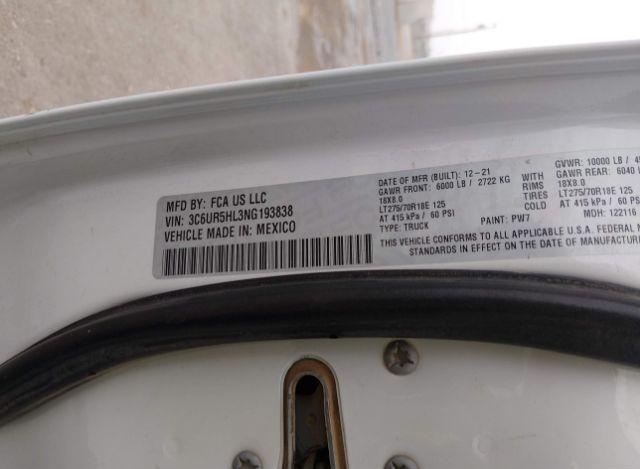 MFD BY: FCA US LLC
VIN: 3C6UR5HL3NG193838
VEHICLE MADE IN: MEXICO
DATE OF MFR (BUILT): 12-21
GAWR FRONT: 6000 LB / 2722 KG
18X8.0
LT275/70R18E 125
AT 415 kPa / 60 PSI
TYPE: TRUCK
PAINT: PW7
WITH
RIMS
TIRES
COLD
GVWR: 10000 LB /
GAWR REAR: 6040
18X8.0
LT275/70R18E 125
AT 415 kPa / 60 PSI
MDH: 122116
THIS VEHICLE CONFORMS TO ALL APPLICABLE U.S.A. FEDERAL
STANDARDS IN EFFECT ON THE DATE OF